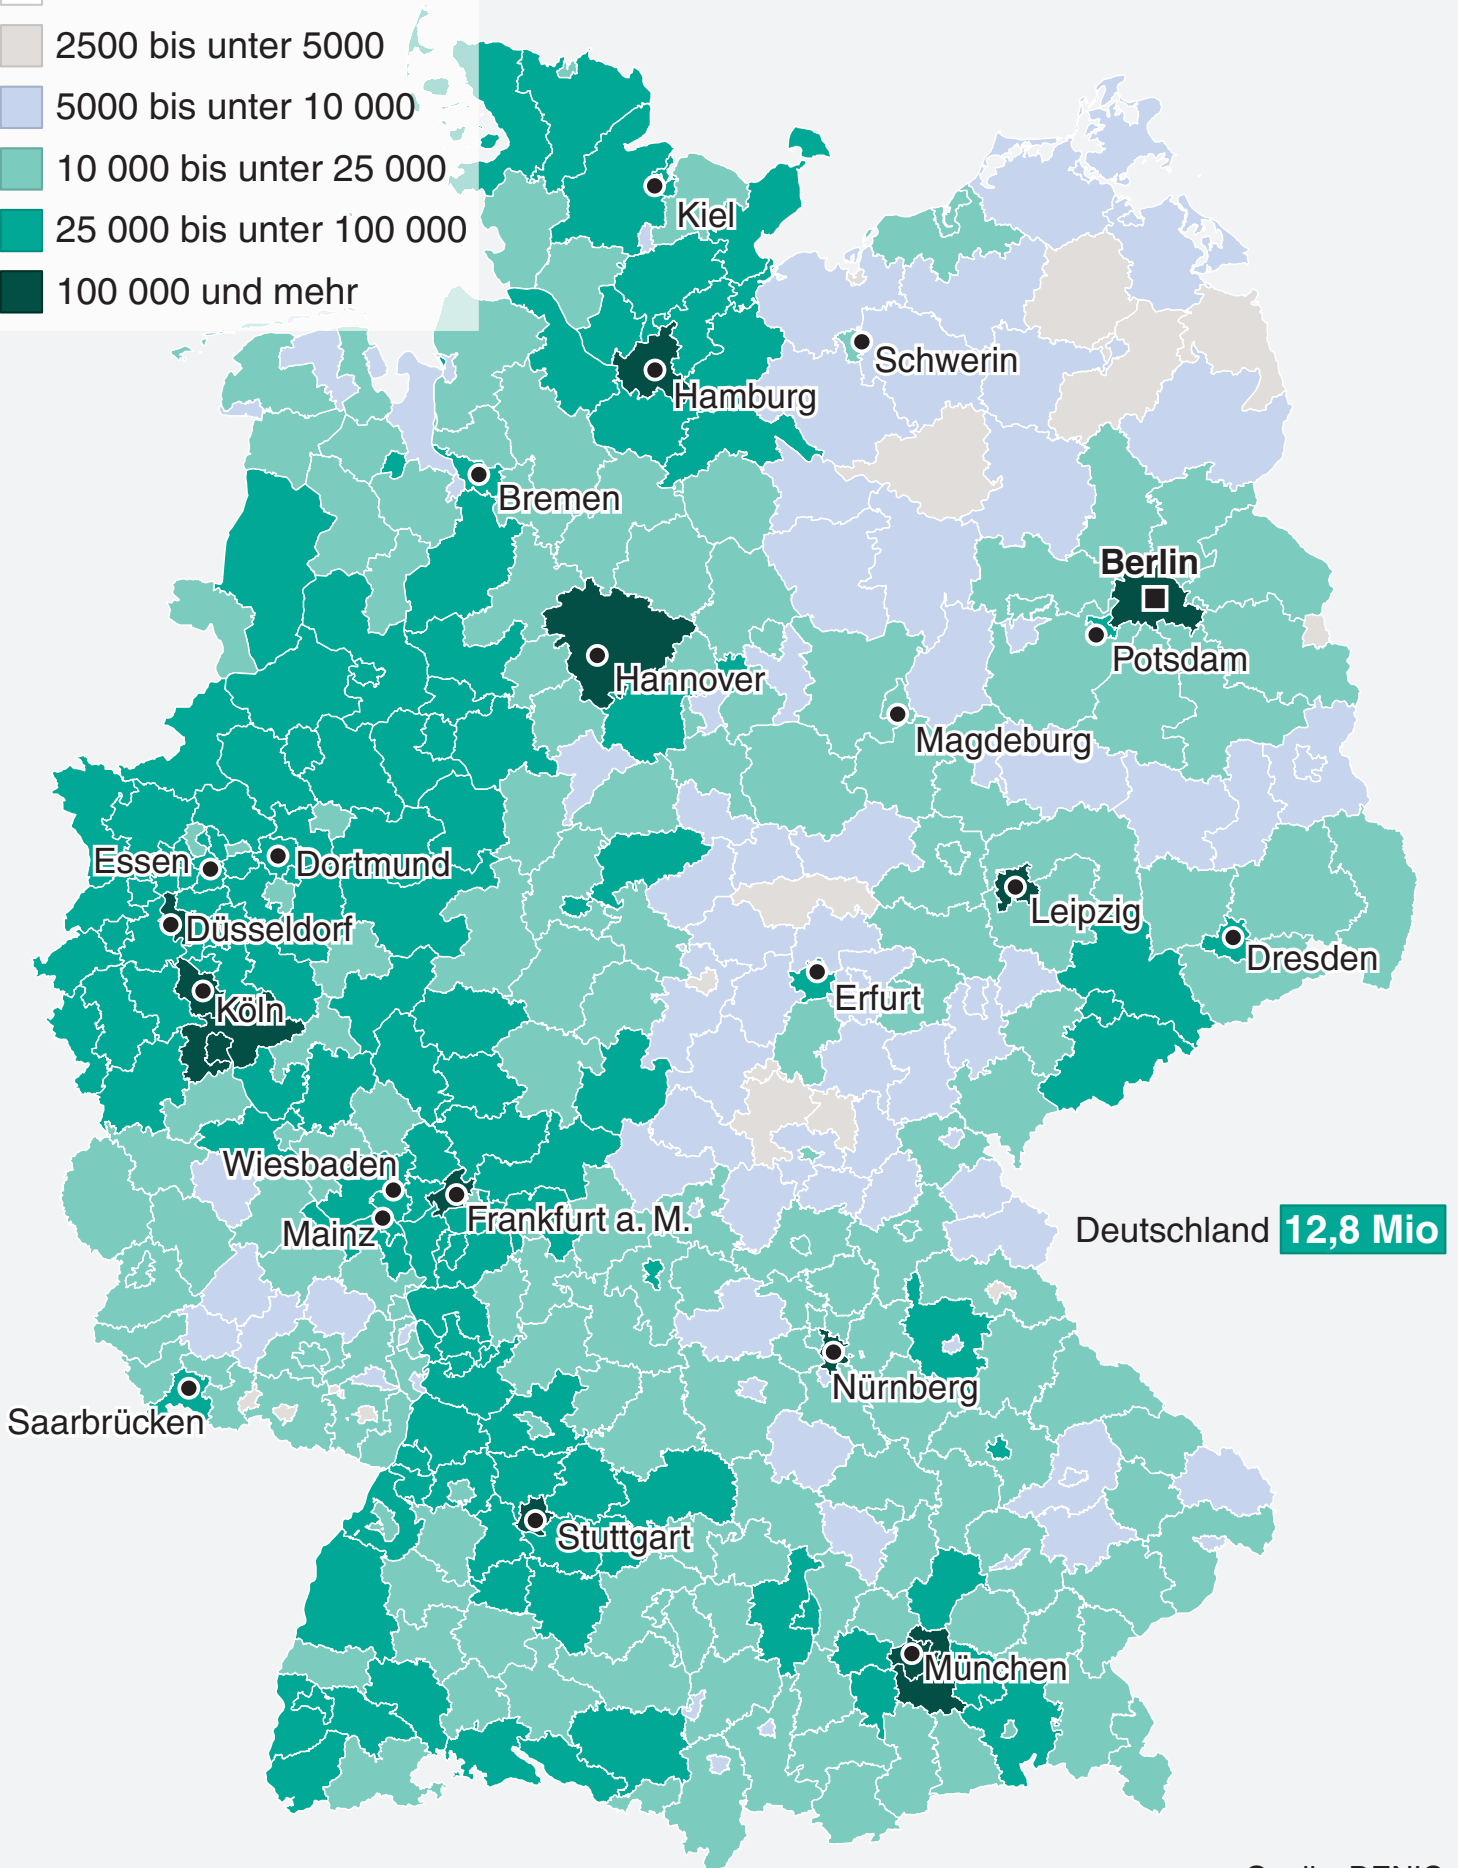 2500 bis unter 5000
5000 bis unter 10 000
10 000 bis unter 25 000
25 000 bis unter 100 000
100 000 und mehr
Kiel
Schwerin
Hamburg
Bremen
Berlin
Potsdam
Hannover
Magdeburg
Essen
Dortmund
Leipzig
Düsseldorf
Dresden
Erfurt
Köln
Wiesbaden
Frankfurt a. M.
Mainz
Deutschland 12,8 Mio
Nürnberg
Saarbrücken
Stuttgart
München